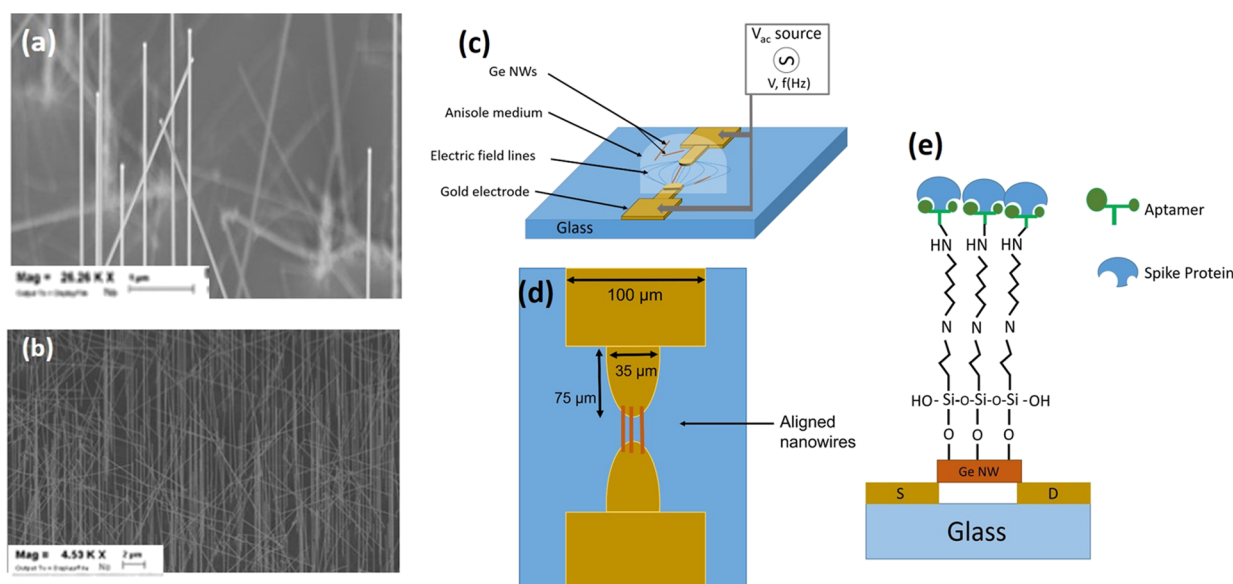 (a)
Mag = 26.26 K X
1 µm
(b)
Mag = 4.53 K X
2 µm
(c)
Vac source
V, f(Hz)
Ge NWs
Anisole medium
Electric field lines
Gold electrode
Glass
(d)
100 µm
35 µm
75 µm
Aligned
nanowires
(e)
Aptamer
Spike Protein
HN HN HN
N N N
HO-Si-o-Si-o-Si-OH
O O O
Ge NW
S D
Glass